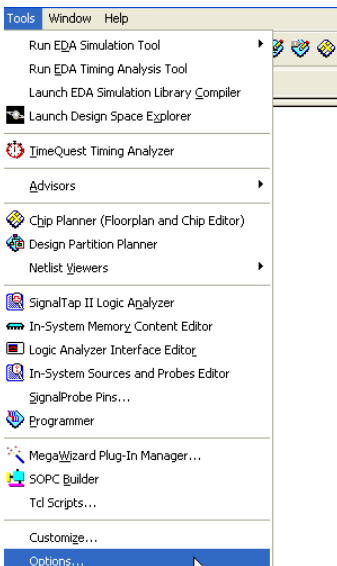 Tools Window Help
Run EDA Simulation Tool
Run EDA Timing Analysis Tool
Launch EDA Simulation Library Compiler
Launch Design Space Explorer
TimeQuest Timing Analyzer
Advisors
Chip Planner (Floorplan and Chip Editor)
Design Partition Planner
Netlist Viewers
SignalTap II Logic Analyzer
In-System Memory Content Editor
Logic Analyzer Interface Editor
In-System Sources and Probes Editor
SignalProbe Pins...
Programmer
MegaWizard Plug-In Manager...
SOPC Builder
Tcl Scripts...
Customize...
Options...